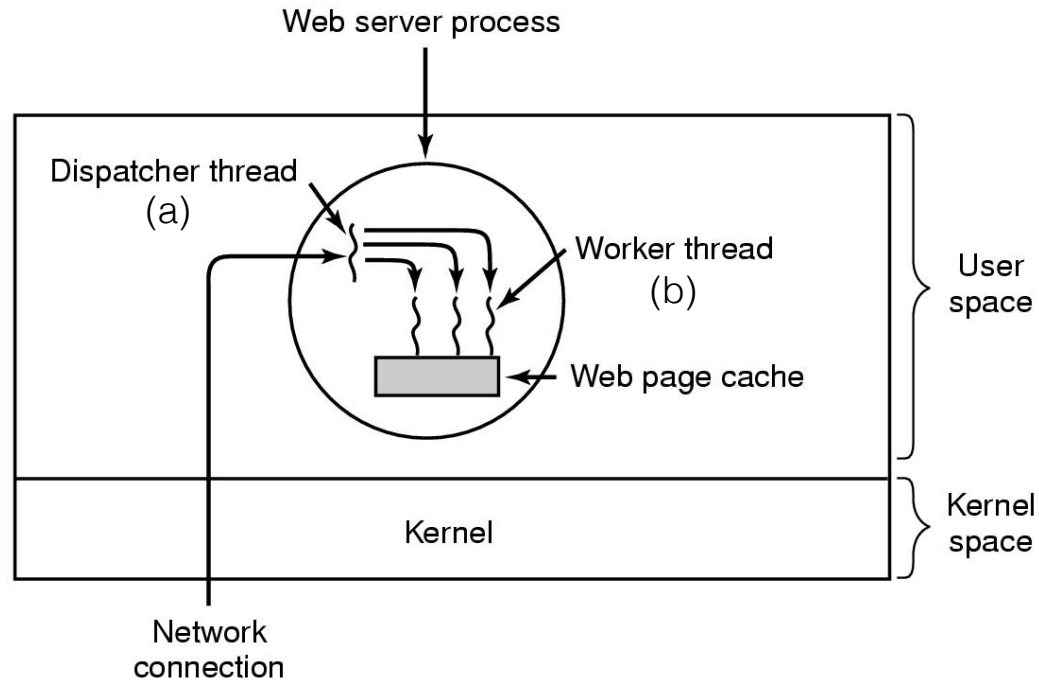 Web server process
Dispatcher thread
(a)
Worker thread
(b)
User
space
Web page cache
Kernel
Kernel
space
Network
connection